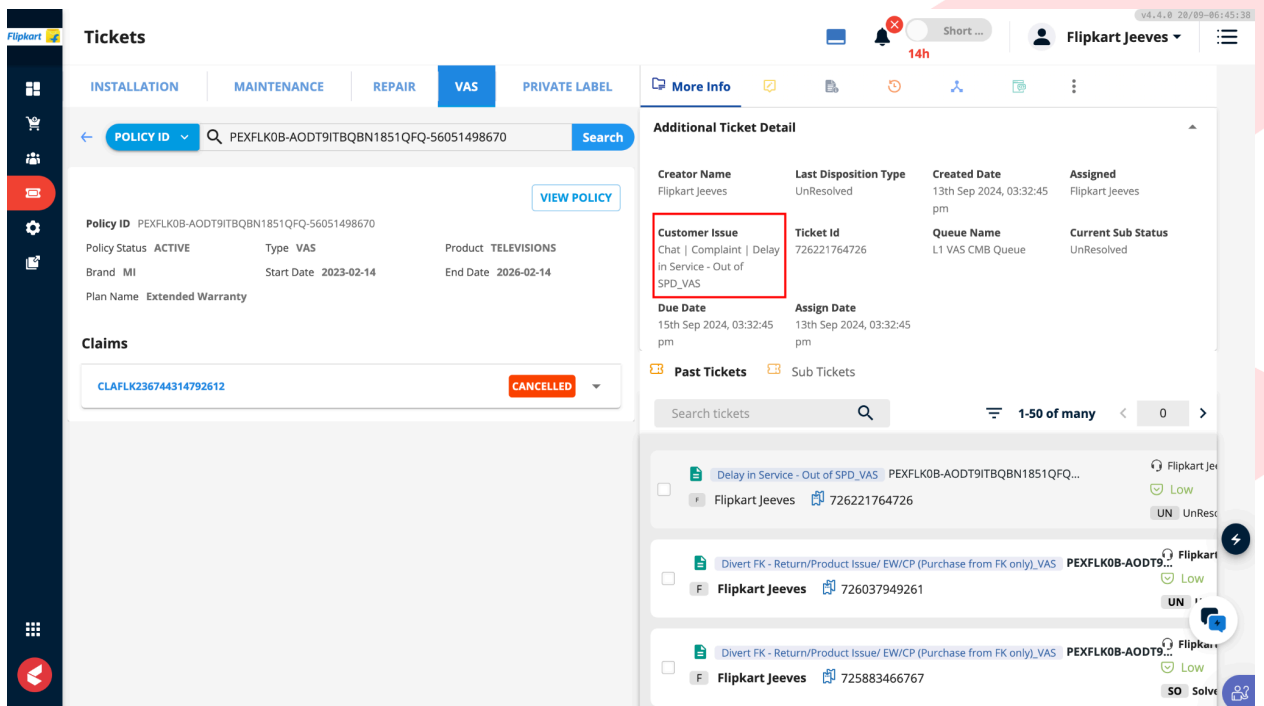 v4.4.0 20/09-06:45:38
Flipkart
Tickets
Short ...
14h
Flipkart Jeeves
INSTALLATION
MAINTENANCE
REPAIR
VAS
PRIVATE LABEL
POLICY ID
PEXFLK0B-AODT9ITBQBN1851QFQ-56051498670
Search
VIEW POLICY
Policy ID PEXFLK0B-AODT9ITBQBN1851QFQ-56051498670
Policy Status ACTIVE
Type VAS
Product TELEVISIONS
Brand MI
Start Date 2023-02-14
End Date 2026-02-14
Plan Name Extended Warranty
Claims
CLAFLK236744314792612
CANCELLED
More Info
Additional Ticket Detail
Creator Name
Flipkart Jeeves
Last Disposition Type
UnResolved
Created Date
13th Sep 2024, 03:32:45
pm
Assigned
Flipkart Jeeves
Customer Issue
Chat | Complaint | Delay
in Service - Out of
SPD_VAS
Ticket Id
726221764726
Queue Name
L1 VAS CMB Queue
Current Sub Status
UnResolved
Due Date
15th Sep 2024, 03:32:45
pm
Assign Date
13th Sep 2024, 03:32:45
pm
Past Tickets
Sub Tickets
Search tickets
1-50 of many
0
Delay in Service - Out of SPD_VAS PEXFLK0B-AODT9ITBQBN1851QFQ...
Flipkart Jee
F Flipkart Jeeves 726221764726
Low
UN UnReso
Divert FK - Return/Product Issue/ EW/CP (Purchase from FK only)_VAS PEXFLK0B-AODT9...
Flipkart
F Flipkart Jeeves 726037949261
Low
UN
Divert FK - Return/Product Issue/ EW/CP (Purchase from FK only)_VAS PEXFLK0B-AODT9...
Flipkart
F Flipkart Jeeves 725883466767
Low
SO Solve